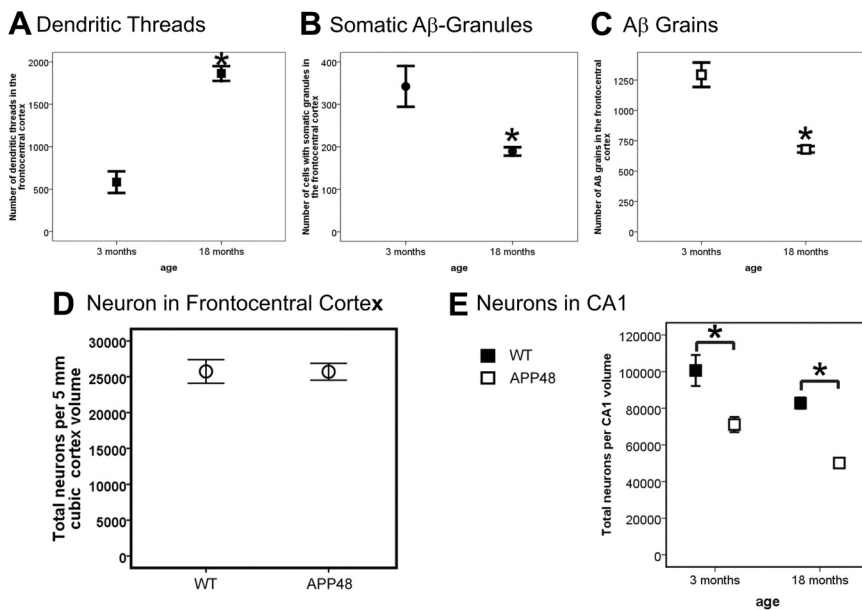 A Dendritic Threads
Number of dendritic threads in the
frontocentral cortex
2000
1500
1000
500
0
*
3 months 18 months
age
B Somatic Aβ-Granules
Number of cells with somatic granules in
the frontocentral cortex
400
300
200
100
0
*
3 months 18 months
age
C Aβ Grains
Number of Aß grains in the frontocentral
cortex
1250
1000
750
500
250
0
*
3 months 18 months
age
D Neuron in Frontocentral Cortex
Total neurons per 5 mm
cubic cortex volume
30000
25000
20000
15000
10000
5000
0
WT APP48
E Neurons in CA1
WT
APP48
Total neurons per CA1 volume
120000
100000
80000
60000
40000
20000
0
*
*
3 months 18 months
age